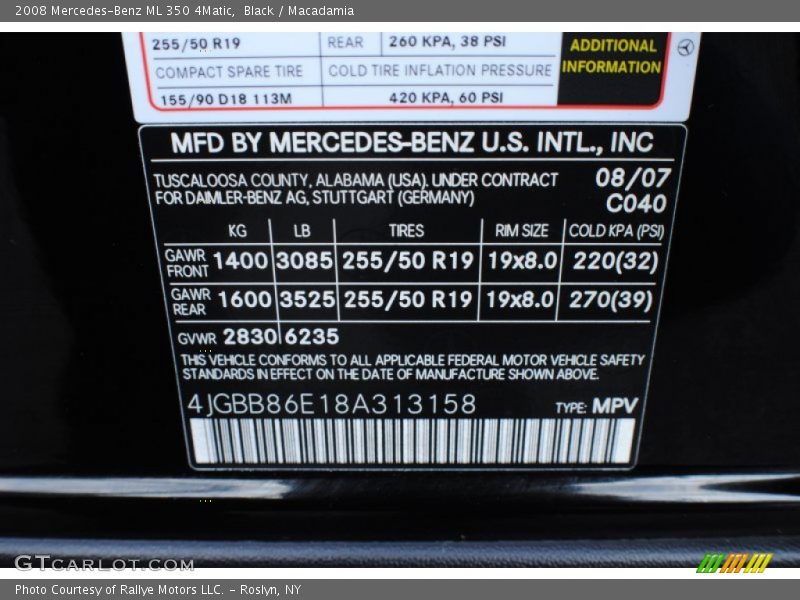 2008 Mercedes-Benz ML 350 4Matic,  Black / Macadamia
255/50 R19 REAR 260 KPA, 38 PSI
ADDITIONAL
INFORMATION
COMPACT SPARE TIRE COLD TIRE INFLATION PRESSURE
155/90 D18 113M 420 KPA, 60 PSI
MFD BY MERCEDES-BENZ U.S. INTL., INC
TUSCALOOSA COUNTY, ALABAMA (USA). UNDER CONTRACT 08/07
FOR DAIMLER-BENZ AG, STUTTGART (GERMANY) C040
KG LB TIRES RIM SIZE COLD KPA (PSI)
GAWR FRONT 1400 3085 255/50 R19 19x8.0 220(32)
GAWR REAR 1600 3525 255/50 R19 19x8.0 270(39)
GVWR 2830 6235
THIS VEHICLE CONFORMS TO ALL APPLICABLE FEDERAL MOTOR VEHICLE SAFETY
STANDARDS IN EFFECT ON THE DATE OF MANUFACTURE SHOWN ABOVE.
4JGBB86E18A313158 TYPE: MPV
GTCARLOT.COM
Photo Courtesy of Rallye Motors LLC. - Roslyn, NY